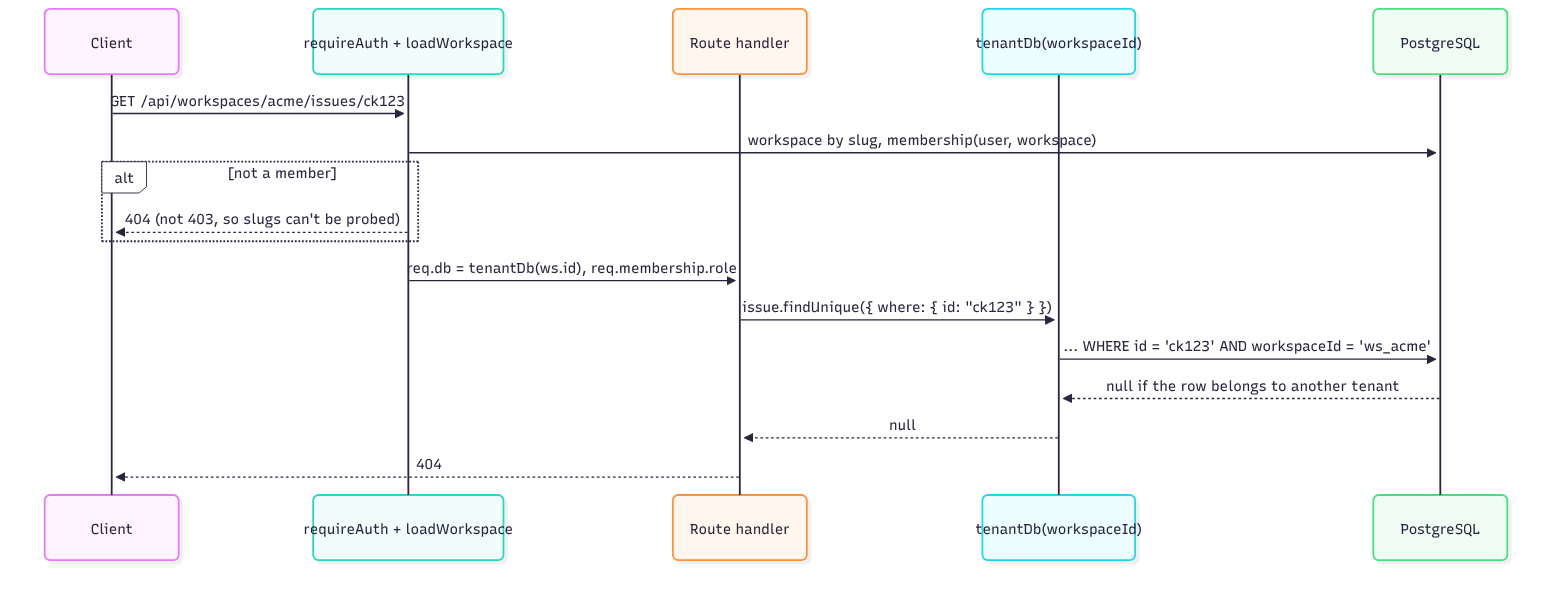 Client
requireAuth + loadWorkspace
Route handler
tenantDb(workspaceId)
PostgreSQL
GET /api/workspaces/acme/issues/ck123
workspace by slug, membership(user, workspace)
alt
[not a member]
404 (not 403, so slugs can't be probed)
req.db = tenantDb(ws.id), req.membership.role
issue.findUnique({ where: { id: "ck123" } })
... WHERE id = 'ck123' AND workspaceId = 'ws_acme'
null if the row belongs to another tenant
null
404
Client
requireAuth + loadWorkspace
Route handler
tenantDb(workspaceId)
PostgreSQL